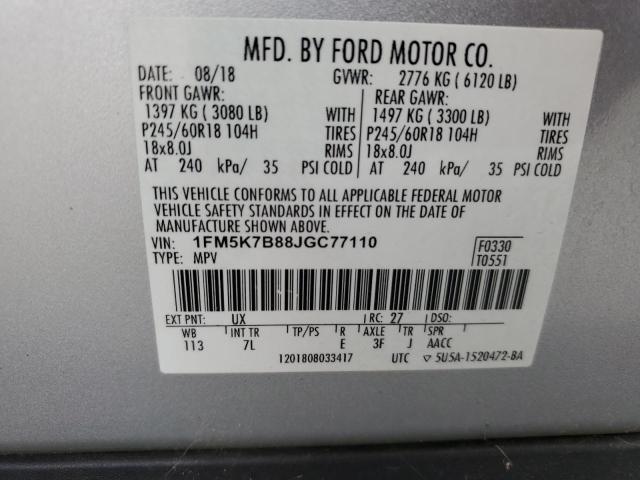 MFD. BY FORD MOTOR CO.
DATE: 08/18 GVWR: 2776 KG ( 6120 LB)
FRONT GAWR: REAR GAWR:
1397 KG ( 3080 LB) WITH 1497 KG ( 3300 LB) WITH
P245/60R18 104H TIRES P245/60R18 104H TIRES
18x8.0J RIMS 18x8.0J RIMS
AT 240 kPa/ 35 PSI COLD AT 240 kPa/ 35 PSI COLD
THIS VEHICLE CONFORMS TO ALL APPLICABLE FEDERAL MOTOR
VEHICLE SAFETY STANDARDS IN EFFECT ON THE DATE OF
MANUFACTURE SHOWN ABOVE.
VIN: 1FM5K7B88JGC77110 F0330
TYPE: MPV T0551
EXT PNT: UX RC: 27 DSO:
WB INT TR TP/PS R AXLE TR SPR
113 7L E 3F J AACC
1201808033417 UTC ▽ 5U5A-1520472-BA